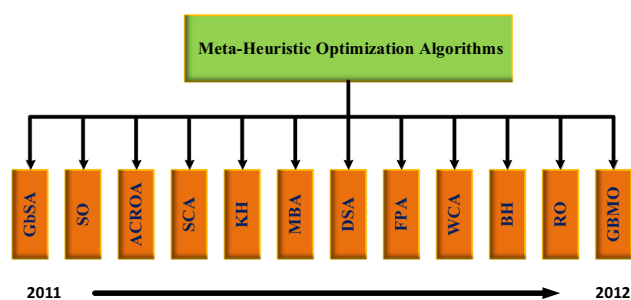 Meta-Heuristic Optimization Algorithms
GbSA
SO
ACROA
SCA
KH
MBA
DSA
FPA
WCA
BH
RO
GBMO
2011
2012